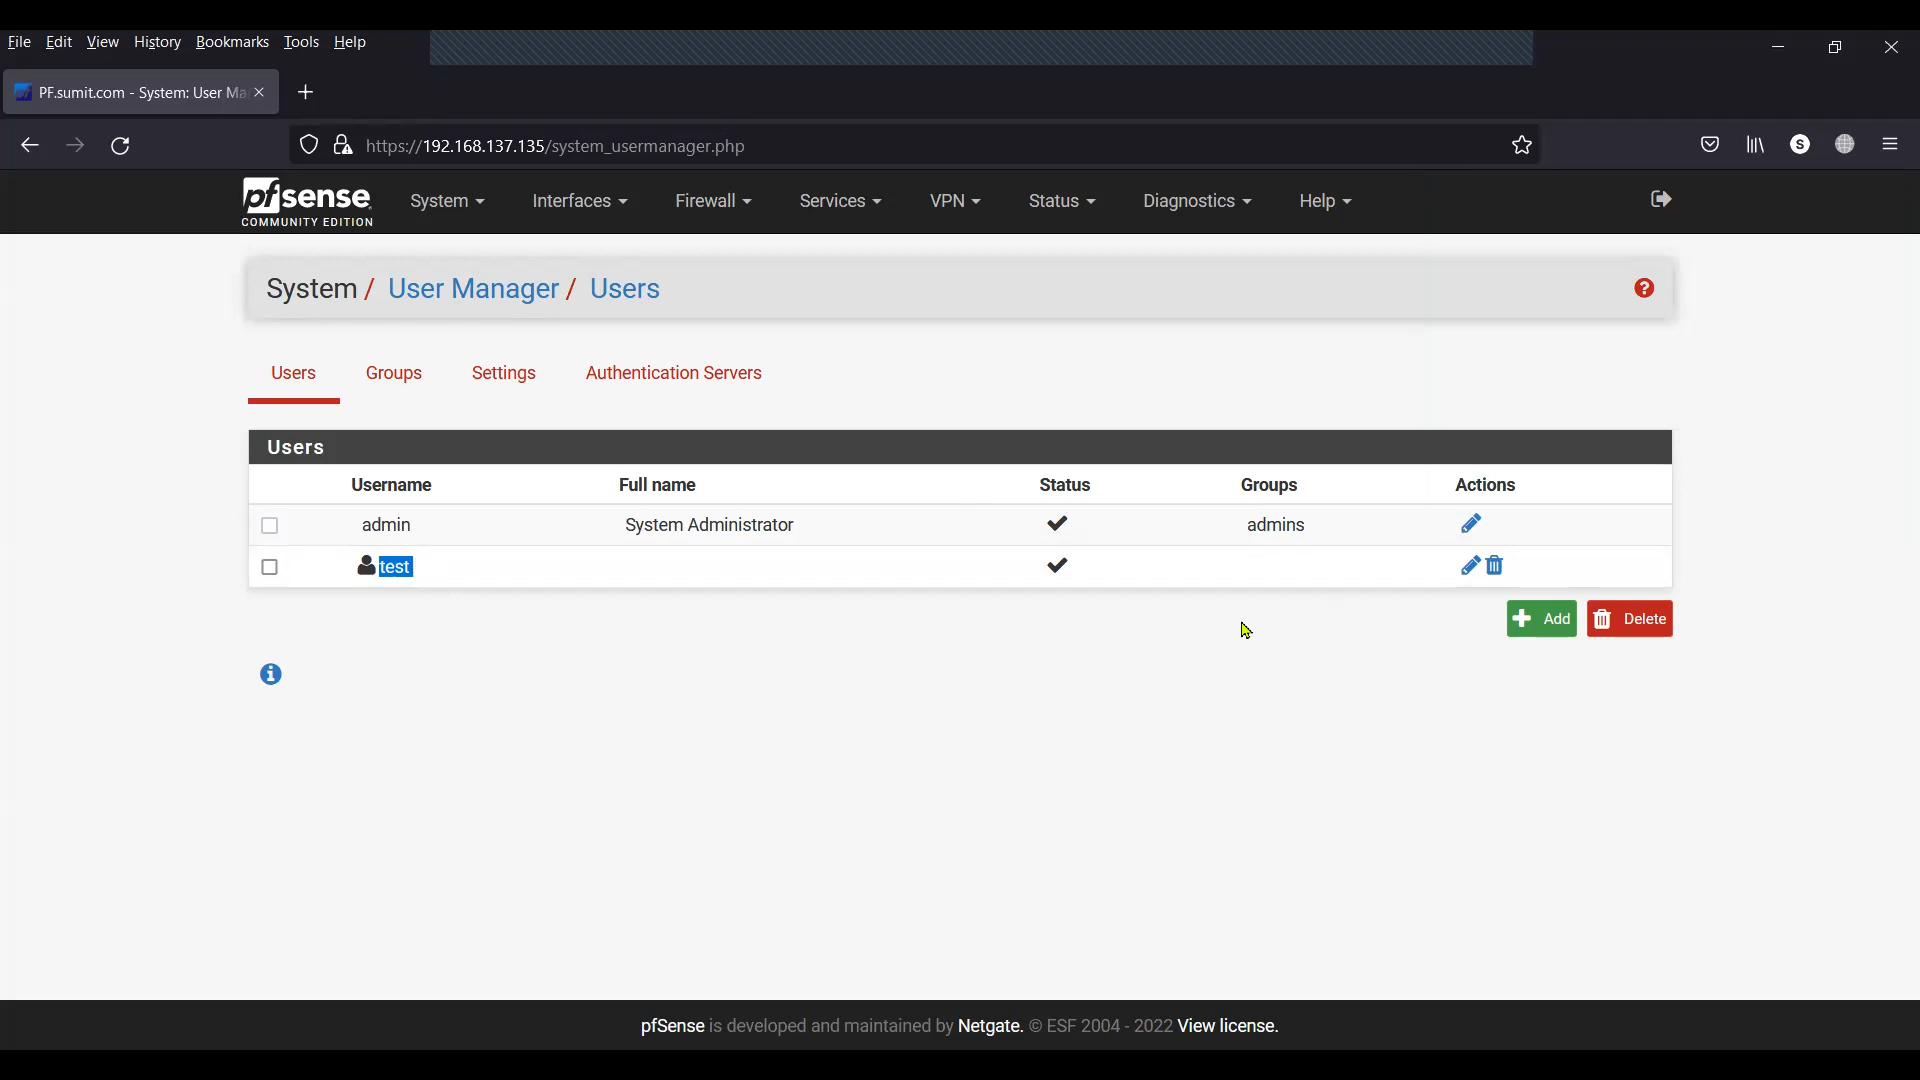 File Edit View History Bookmarks Tools Help
PF.sumit.com - System: User Ma
https://192.168.137.135/system_usermanager.php
pfsense
COMMUNITY EDITION
System Interfaces Firewall Services VPN Status Diagnostics Help
System / User Manager / Users
Users Groups Settings Authentication Servers
Users
Username Full name Status Groups Actions
admin System Administrator admins
test
Add Delete
pfSense is developed and maintained by Netgate. © ESF 2004 - 2022 View license.